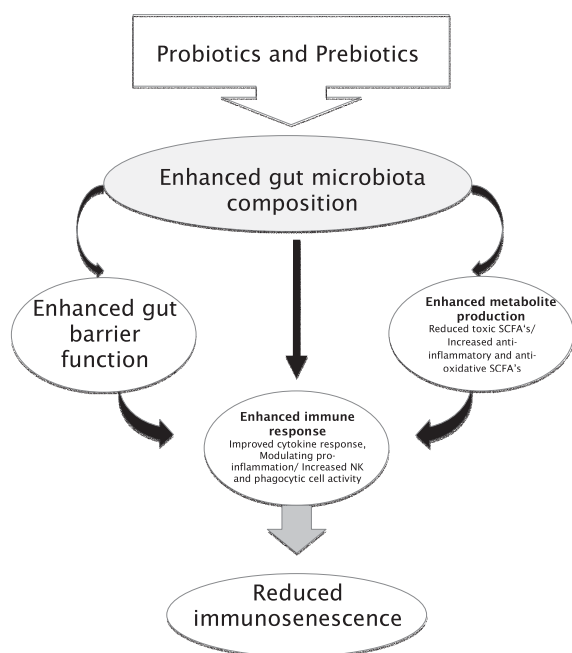 Probiotics and Prebiotics
Enhanced gut microbiota
composition
Enhanced gut
barrier
function
Enhanced metabolite
production
Reduced toxic SCFA's/
Increased anti-
inflammatory and anti-
oxidative SCFA's
Enhanced immune
response
Improved cytokine response,
Modulating pro-
inflammation/ Increased NK
and phagocytic cell activity
Reduced
immunosenescence